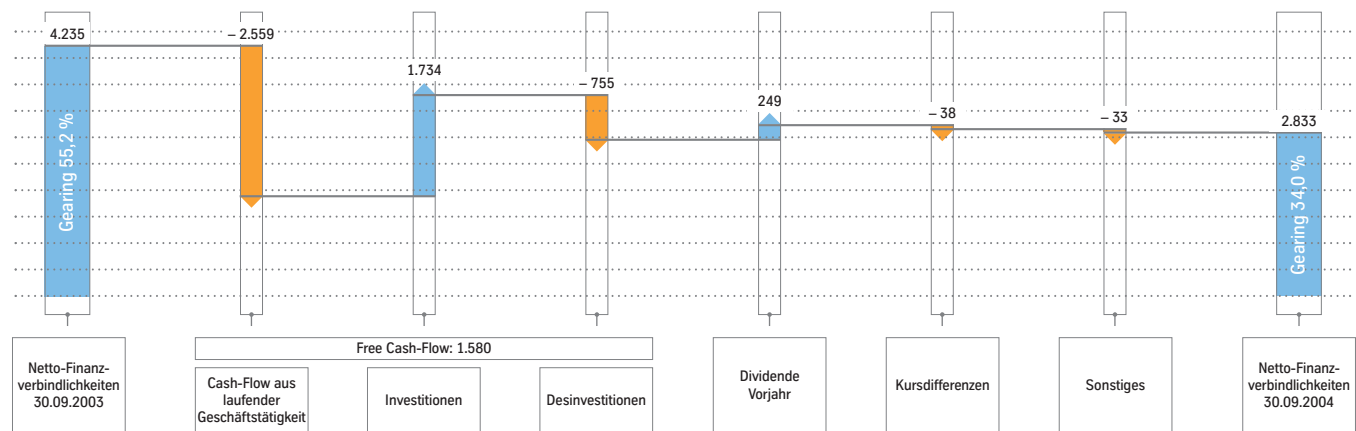 4.235
– 2.559
1.734
– 755
249
– 38
– 33
2.833
Gearing 55,2 %
Gearing 34,0 %
Free Cash-Flow: 1.580
Netto-Finanz-
verbindlichkeiten
30.09.2003
Cash-Flow aus
laufender
Geschäftstätigkeit
Investitionen
Desinvestitionen
Dividende
Vorjahr
Kursdifferenzen
Sonstiges
Netto-Finanz-
verbindlichkeiten
30.09.2004